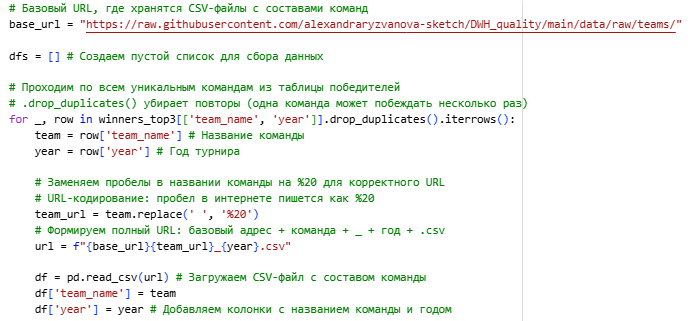 # Базовый URL, где хранятся CSV-файлы с составами команд
base_url = "https://raw.githubusercontent.com/alexandraryzvanova-sketch/DWH_quality/main/data/raw/teams/"
dfs = [] # Создаем пустой список для сбора данных
# Проходим по всем уникальным командам из таблицы победителей
# .drop_duplicates() убирает повторы (одна команда может побеждать несколько раз)
for _, row in winners_top3[['team_name', 'year']].drop_duplicates().iterrows():
    team = row['team_name'] # Название команды
    year = row['year'] # Год турнира
    # Заменяем пробелы в названии команды на %20 для корректного URL
    # URL-кодирование: пробел в интернете пишется как %20
    team_url = team.replace(' ', '%20')
    # Формируем полный URL: базовый адрес + команда + _ + год + .csv
    url = f"{base_url}{team_url}_{year}.csv"
    df = pd.read_csv(url) # Загружаем CSV-файл с составом команды
    df['team_name'] = team
    df['year'] = year # Добавляем колонки с названием команды и годом